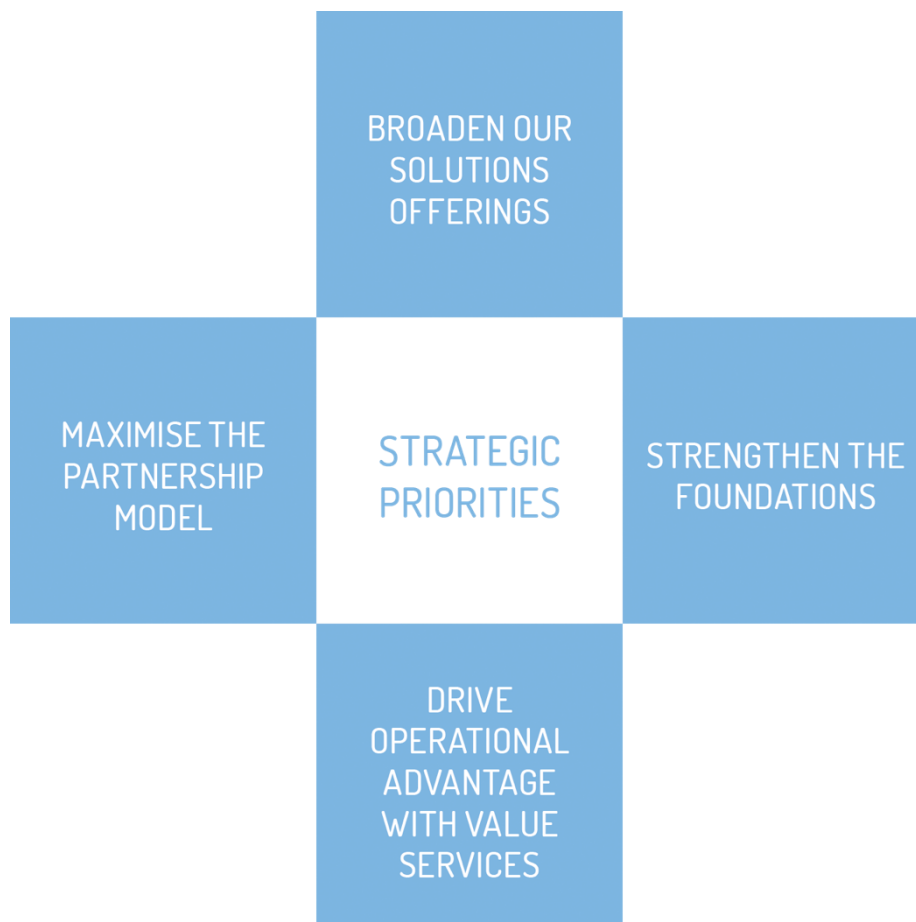 BROADEN OUR
SOLUTIONS
OFFERINGS
MAXIMISE THE
PARTNERSHIP
MODEL
STRATEGIC
PRIORITIES
STRENGTHEN THE
FOUNDATIONS
DRIVE
OPERATIONAL
ADVANTAGE
WITH VALUE
SERVICES